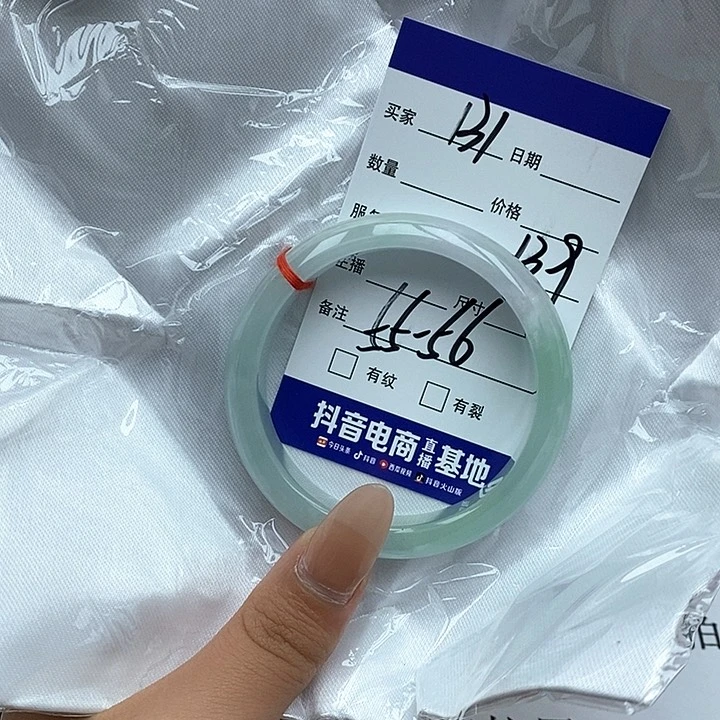 买家 131 日期
数量
价格
139
主播 尺寸
备注 55-56
有纹 有裂
抖音电商直播基地
今日头条 抖音 西瓜视频 抖音火山版
拍